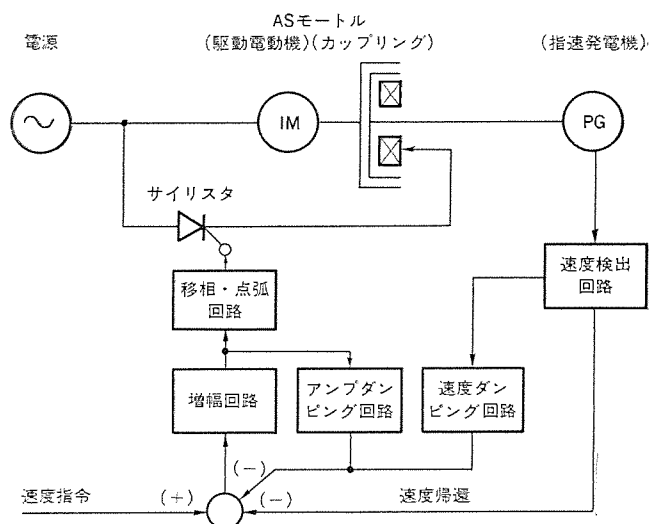 ASモートル
電源
(駆動電動機)(カップリング)
(指速発電機)
IM
PG
サイリスタ
速度検出
回路
移相・点弧
回路
増幅回路
アンプダン
ピング回路
速度ダン
ピング回路
(−)
速度指令
(+)
(−)
速度帰還